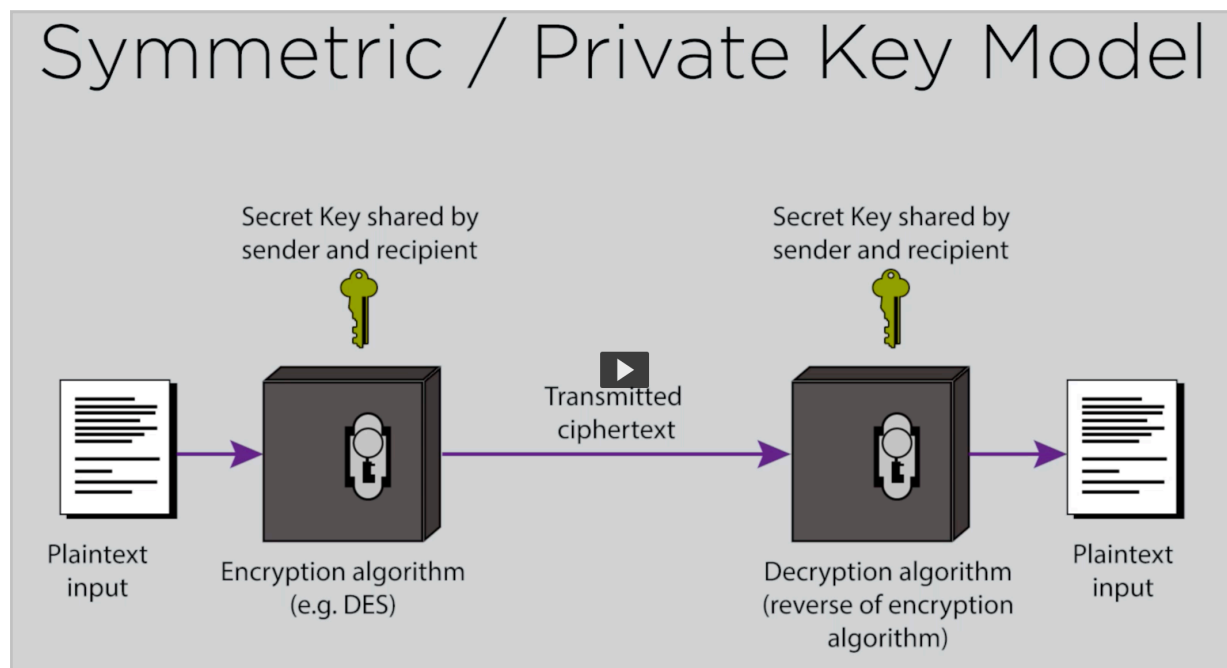 Symmetric / Private Key Model
Secret Key shared by
sender and recipient
Secret Key shared by
sender and recipient
Transmitted
ciphertext
Plaintext
input
Encryption algorithm
(e.g. DES)
Decryption algorithm
(reverse of encryption
algorithm)
Plaintext
input